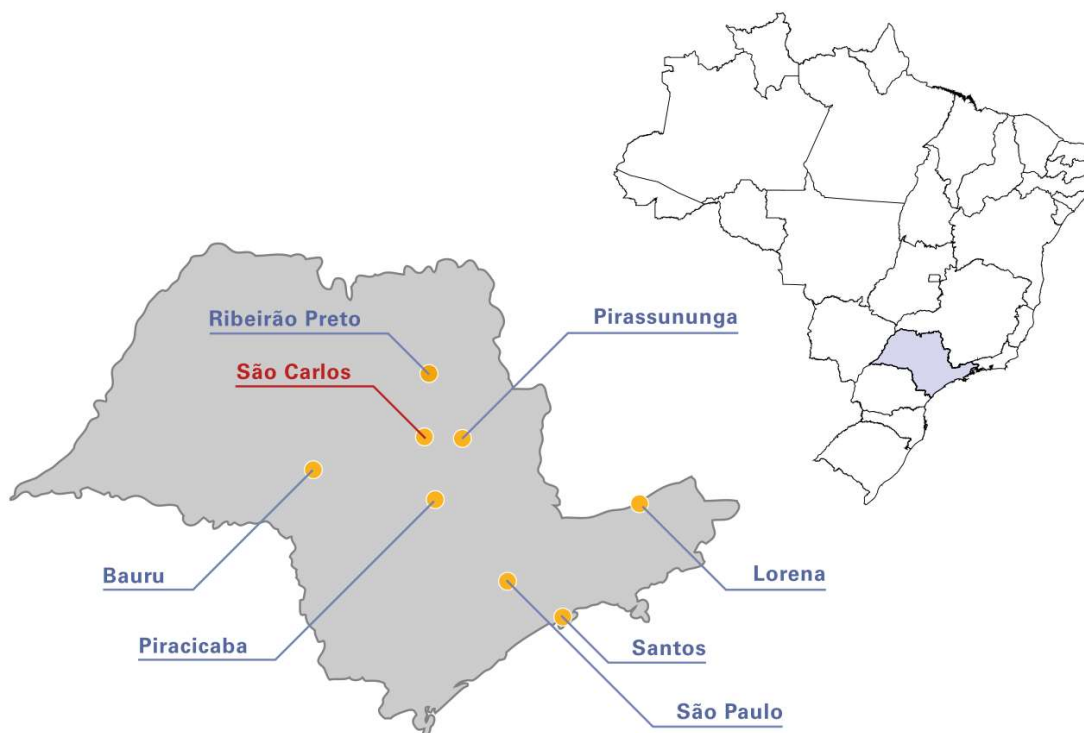 Ribeirão Preto
Pirassununga
São Carlos
Bauru
Lorena
Piracicaba
Santos
São Paulo